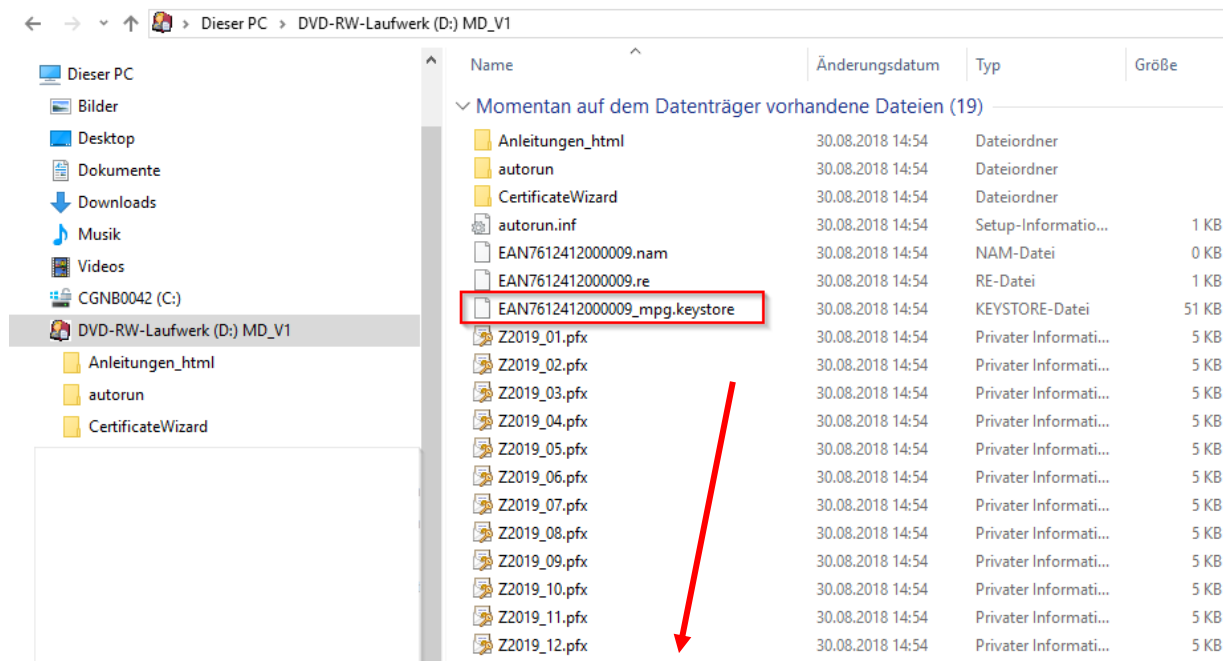 Dieser PC > DVD-RW-Laufwerk (D:) MD_V1
Dieser PC
Bilder
Desktop
Dokumente
Downloads
Musik
Videos
CGNB0042 (C:)
DVD-RW-Laufwerk (D:) MD_V1
Anleitungen_html
autorun
CertificateWizard
Name Änderungsdatum Typ Größe
Momentan auf dem Datenträger vorhandene Dateien (19)
Anleitungen_html 30.08.2018 14:54 Dateiordner
autorun 30.08.2018 14:54 Dateiordner
CertificateWizard 30.08.2018 14:54 Dateiordner
autorun.inf 30.08.2018 14:54 Setup-Informatio... 1 KB
EAN7612412000009.nam 30.08.2018 14:54 NAM-Datei 0 KB
EAN7612412000009.re 30.08.2018 14:54 RE-Datei 1 KB
EAN7612412000009_mpg.keystore 30.08.2018 14:54 KEYSTORE-Datei 51 KB
Z2019_01.pfx 30.08.2018 14:54 Privater Informati... 5 KB
Z2019_02.pfx 30.08.2018 14:54 Privater Informati... 5 KB
Z2019_03.pfx 30.08.2018 14:54 Privater Informati... 5 KB
Z2019_04.pfx 30.08.2018 14:54 Privater Informati... 5 KB
Z2019_05.pfx 30.08.2018 14:54 Privater Informati... 5 KB
Z2019_06.pfx 30.08.2018 14:54 Privater Informati... 5 KB
Z2019_07.pfx 30.08.2018 14:54 Privater Informati... 5 KB
Z2019_08.pfx 30.08.2018 14:54 Privater Informati... 5 KB
Z2019_09.pfx 30.08.2018 14:54 Privater Informati... 5 KB
Z2019_10.pfx 30.08.2018 14:54 Privater Informati... 5 KB
Z2019_11.pfx 30.08.2018 14:54 Privater Informati... 5 KB
Z2019_12.pfx 30.08.2018 14:54 Privater Informati... 5 KB